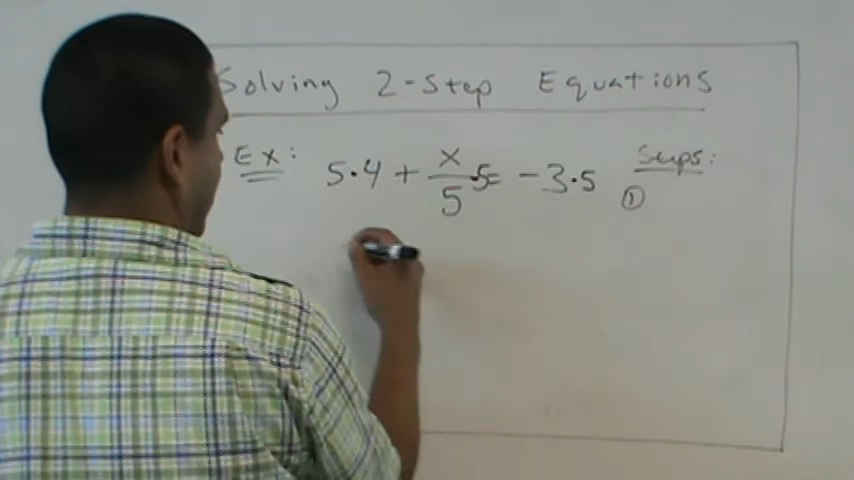 Solving 2-Step Equations
Ex: 5·4 + x/5·5 = -3·5 Steps:
①